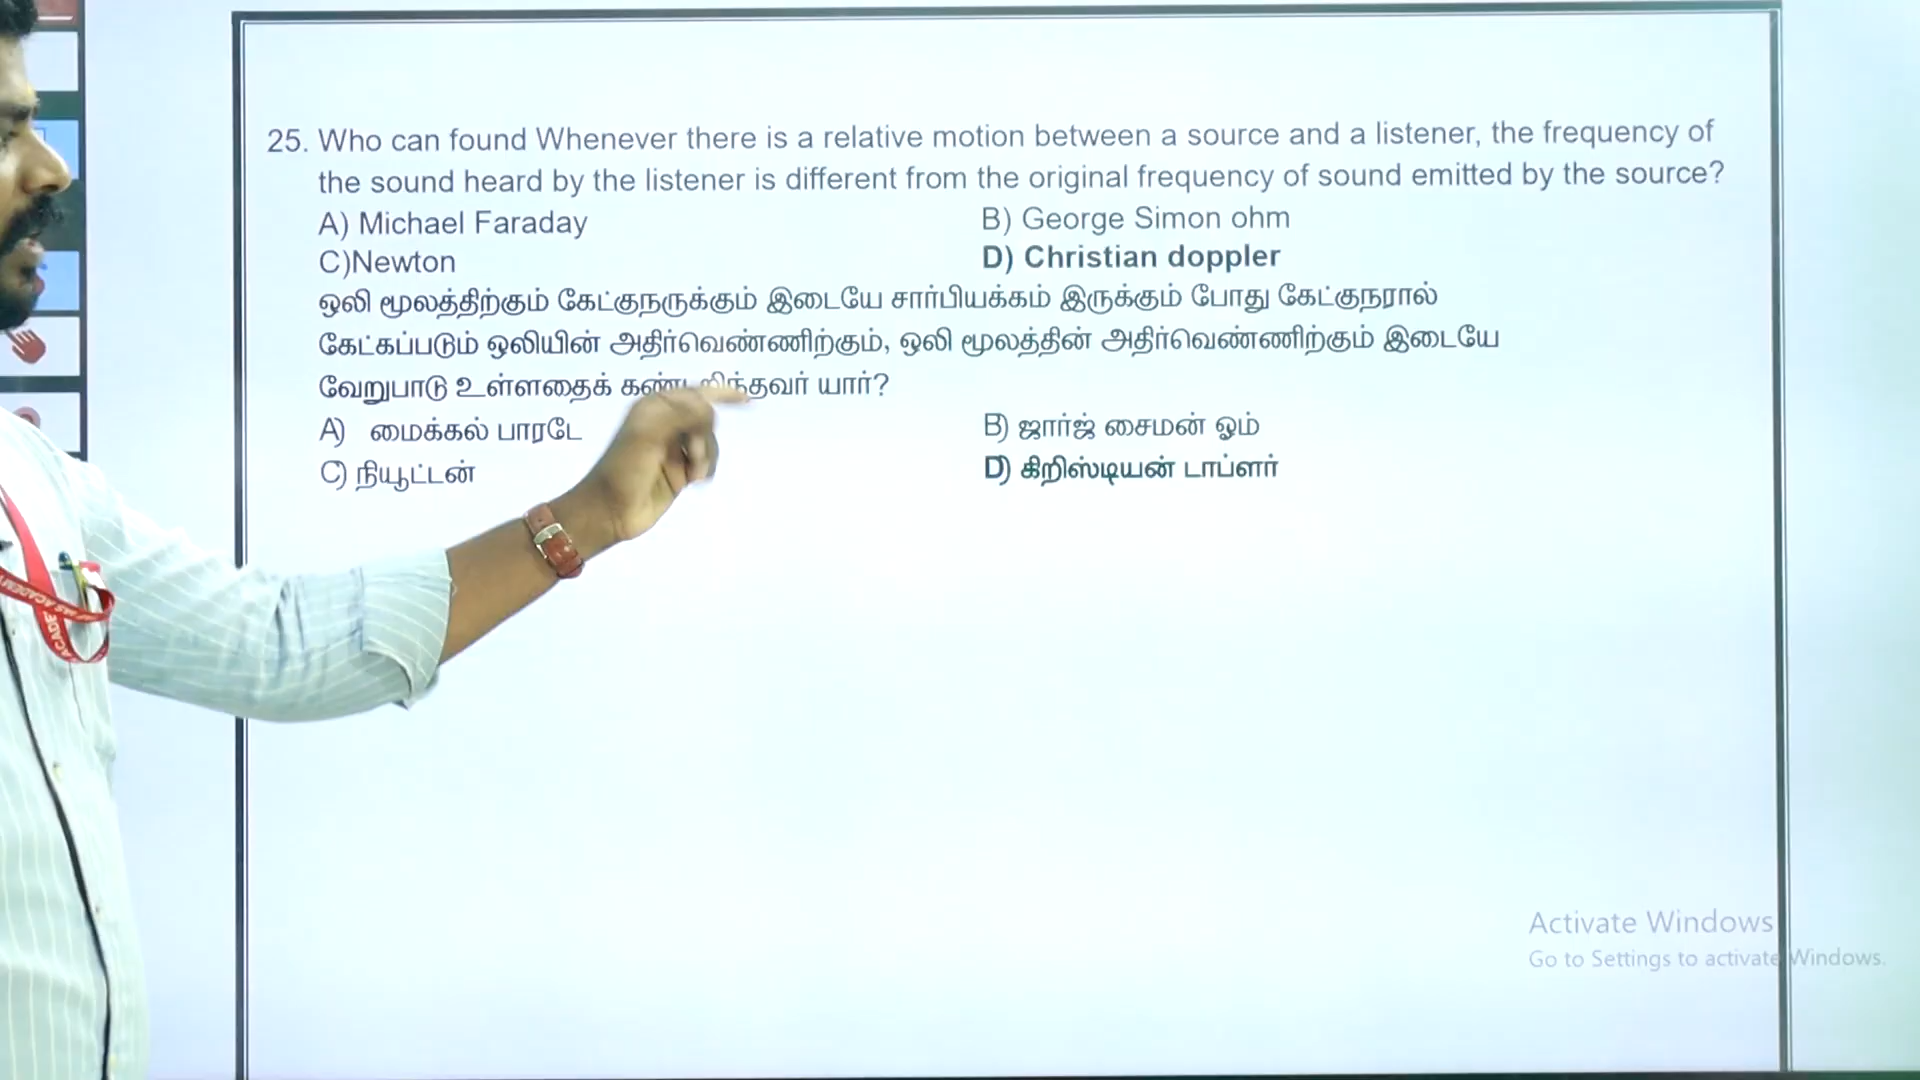 25. Who can found Whenever there is a relative motion between a source and a listener, the frequency of
the sound heard by the listener is different from the original frequency of sound emitted by the source?
A) Michael Faraday B) George Simon ohm
C)Newton D) Christian doppler
ஒலி மூலத்திற்கும் கேட்குநருக்கும் இடையே சார்பியக்கம் இருக்கும் போது கேட்குநரால்
கேட்கப்படும் ஒலியின் அதிர்வெண்ணிற்கும், ஒலி மூலத்தின் அதிர்வெண்ணிற்கும் இடையே
வேறுபாடு உள்ளதைக் யார்?
A) மைக்கல் பாரடே B) ஜார்ஜ் சைமன் ஓம்
C) நியூட்டன் D) கிறிஸ்டியன் டாப்ளர்
Activate Windows
Go to Settings to activate Windows.